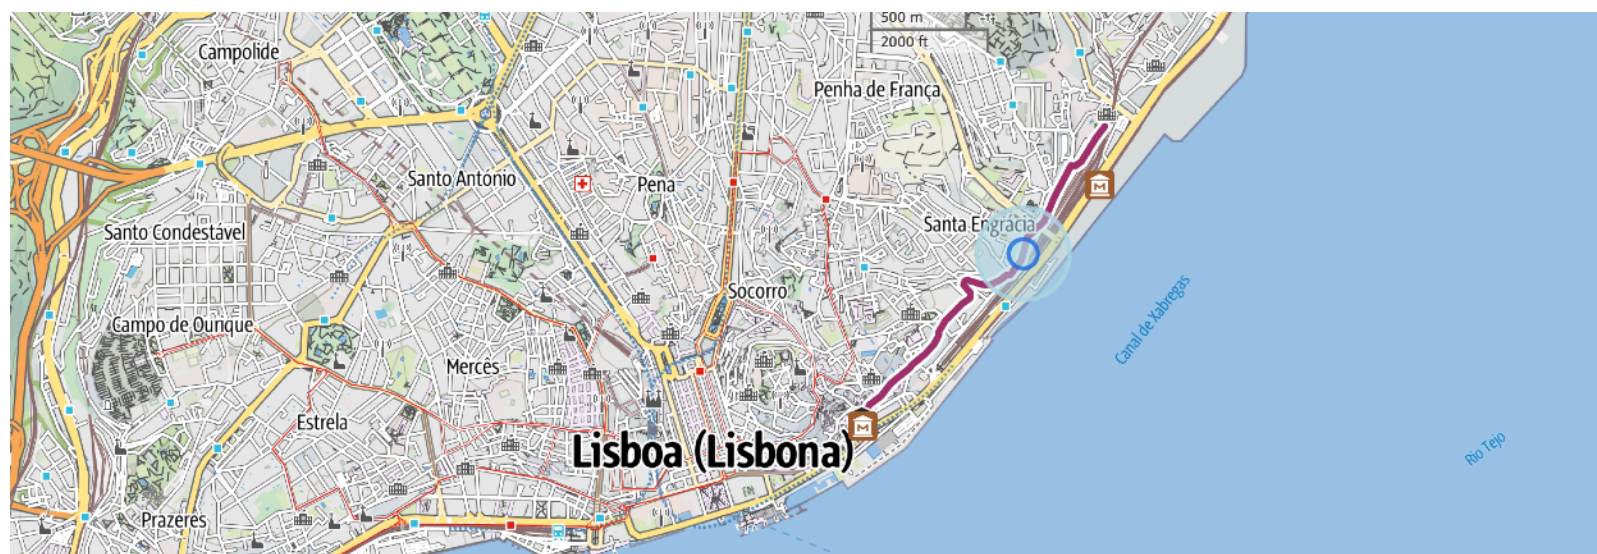 500 m
2000 ft
Campolide
Penha de França
Santo António
Pena
Santo Condestável
Santa Engrácia
Socorro
Canal de Xabregas
Campo de Ourique
Mercês
Estrela
Lisboa (Lisbona)
Rio Tejo
Prazeres